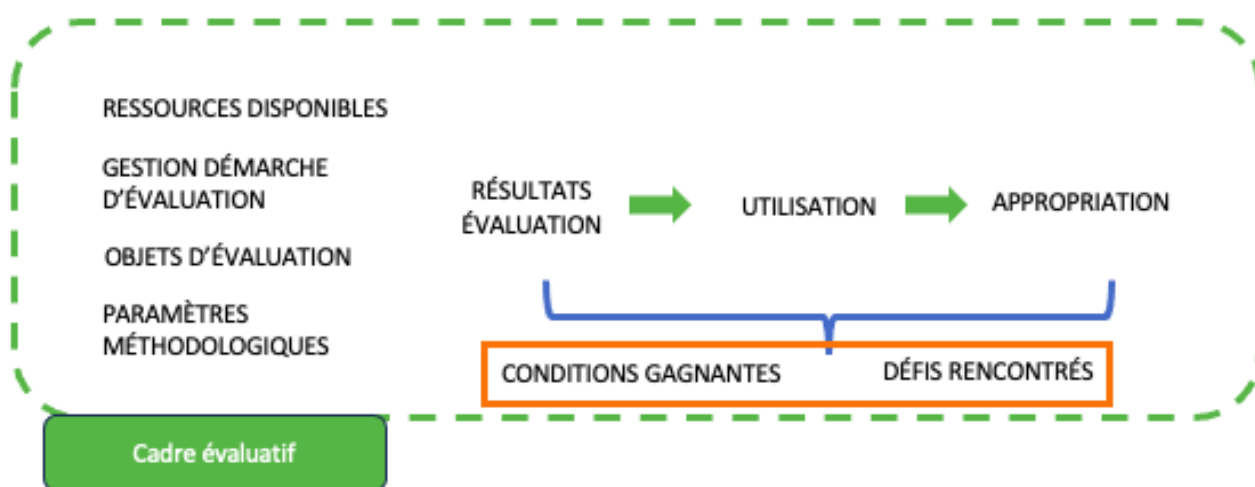 RESSOURCES DISPONIBLES
GESTION DÉMARCHE
D'ÉVALUATION
OBJETS D'ÉVALUATION
PARAMÈTRES
MÉTHODOLOGIQUES
RÉSULTATS
ÉVALUATION
UTILISATION
APPROPRIATION
CONDITIONS GAGNANTES
DÉFIS RENCONTRÉS
Cadre évaluatif